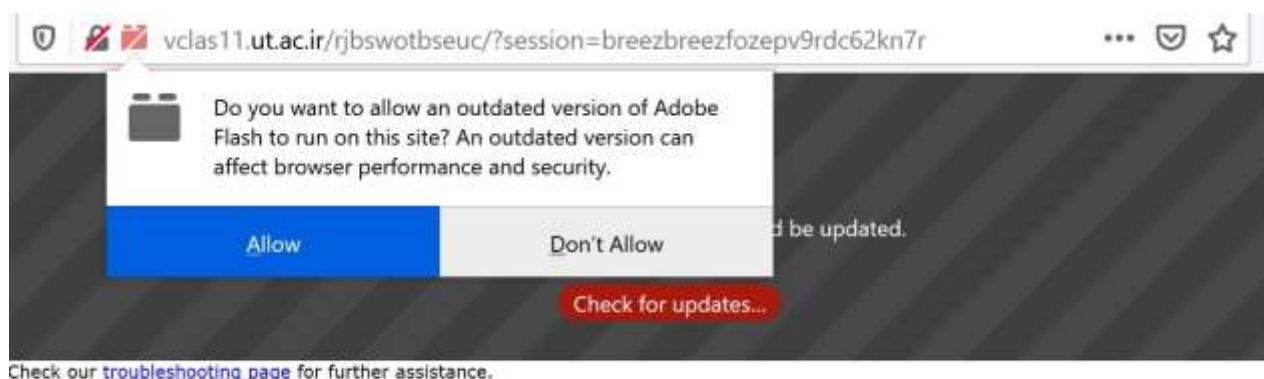 vclas11.ut.ac.ir/rjbswotbseuc/?session=breezbreezfozepv9rdc62kn7r
Do you want to allow an outdated version of Adobe
Flash to run on this site? An outdated version can
affect browser performance and security.
Allow
Don't Allow
d be updated.
Check for updates...
Check our troubleshooting page for further assistance.